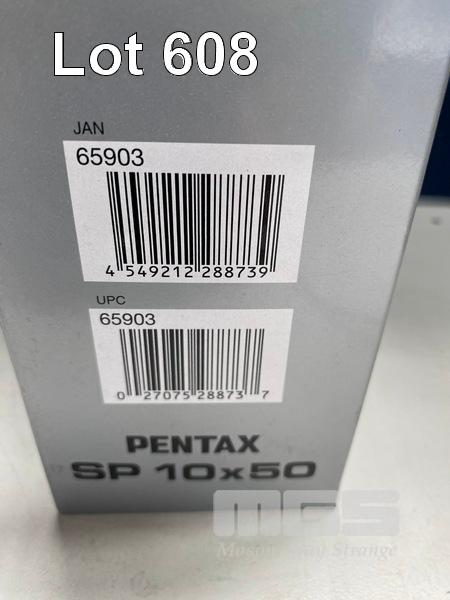 Lot 608
JAN
65903
4 549212 288739
UPC
65903
0 27075 28873 7
PENTAX
SP 10x50
MGS